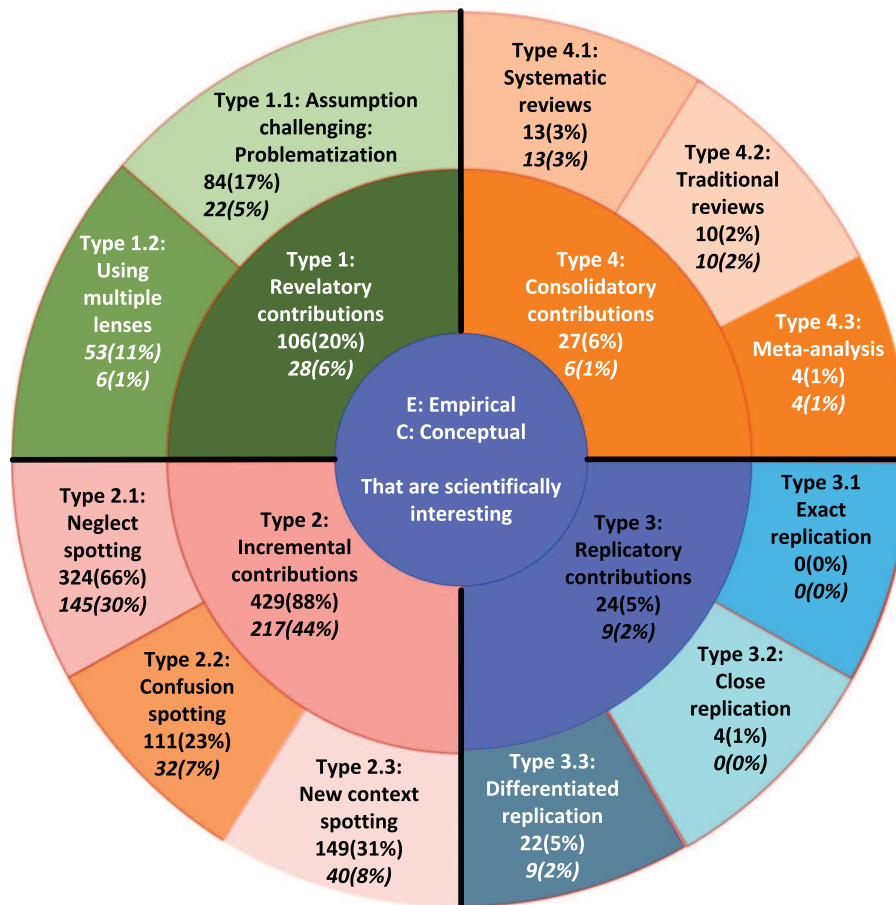 Type 1.1: Assumption
challenging:
Problematization
84(17%)
22(5%)
Type 4.1:
Systematic
reviews
13(3%)
13(3%)
Type 4.2:
Traditional
reviews
10(2%)
10(2%)
Type 1.2:
Using
multiple
lenses
53(11%)
6(1%)
Type 1:
Revelatory
contributions
106(20%)
28(6%)
Type 4:
Consolidatory
contributions
27(6%)
6(1%)
Type 4.3:
Meta-analysis
4(1%)
4(1%)
E: Empirical
C: Conceptual
That are scientifically
interesting
Type 2.1:
Neglect
spotting
324(66%)
145(30%)
Type 2:
Incremental
contributions
429(88%)
217(44%)
Type 3:
Replicatory
contributions
24(5%)
9(2%)
Type 3.1
Exact
replication
0(0%)
0(0%)
Type 2.2:
Confusion
spotting
111(23%)
32(7%)
Type 3.2:
Close
replication
4(1%)
0(0%)
Type 2.3:
New context
spotting
149(31%)
40(8%)
Type 3.3:
Differentiated
replication
22(5%)
9(2%)